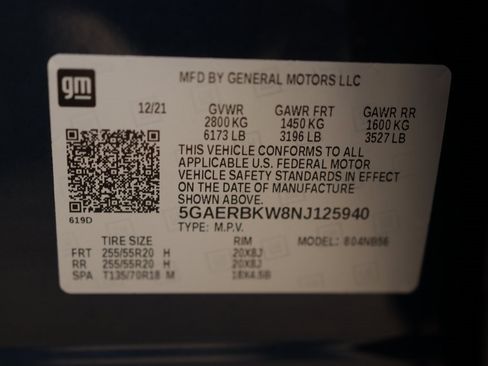 gm
MFD BY GENERAL MOTORS LLC
12/21 GVWR GAWR FRT GAWR RR
2800 KG 1450 KG 1600 KG
6173 LB 3196 LB 3527 LB
THIS VEHICLE CONFORMS TO ALL
APPLICABLE U.S. FEDERAL MOTOR
VEHICLE SAFETY STANDARDS IN EFFECT
ON THE DATE OF MANUFACTURE
SHOWN ABOVE.
619D
5GAERBKW8NJ125940
TYPE: M.P.V.
TIRE SIZE RIM MODEL: 804NB56
FRT 255/55R20 H 20X8J
RR 255/55R20 H 20X8J
SPA T135/70R18 M 18X4.5B